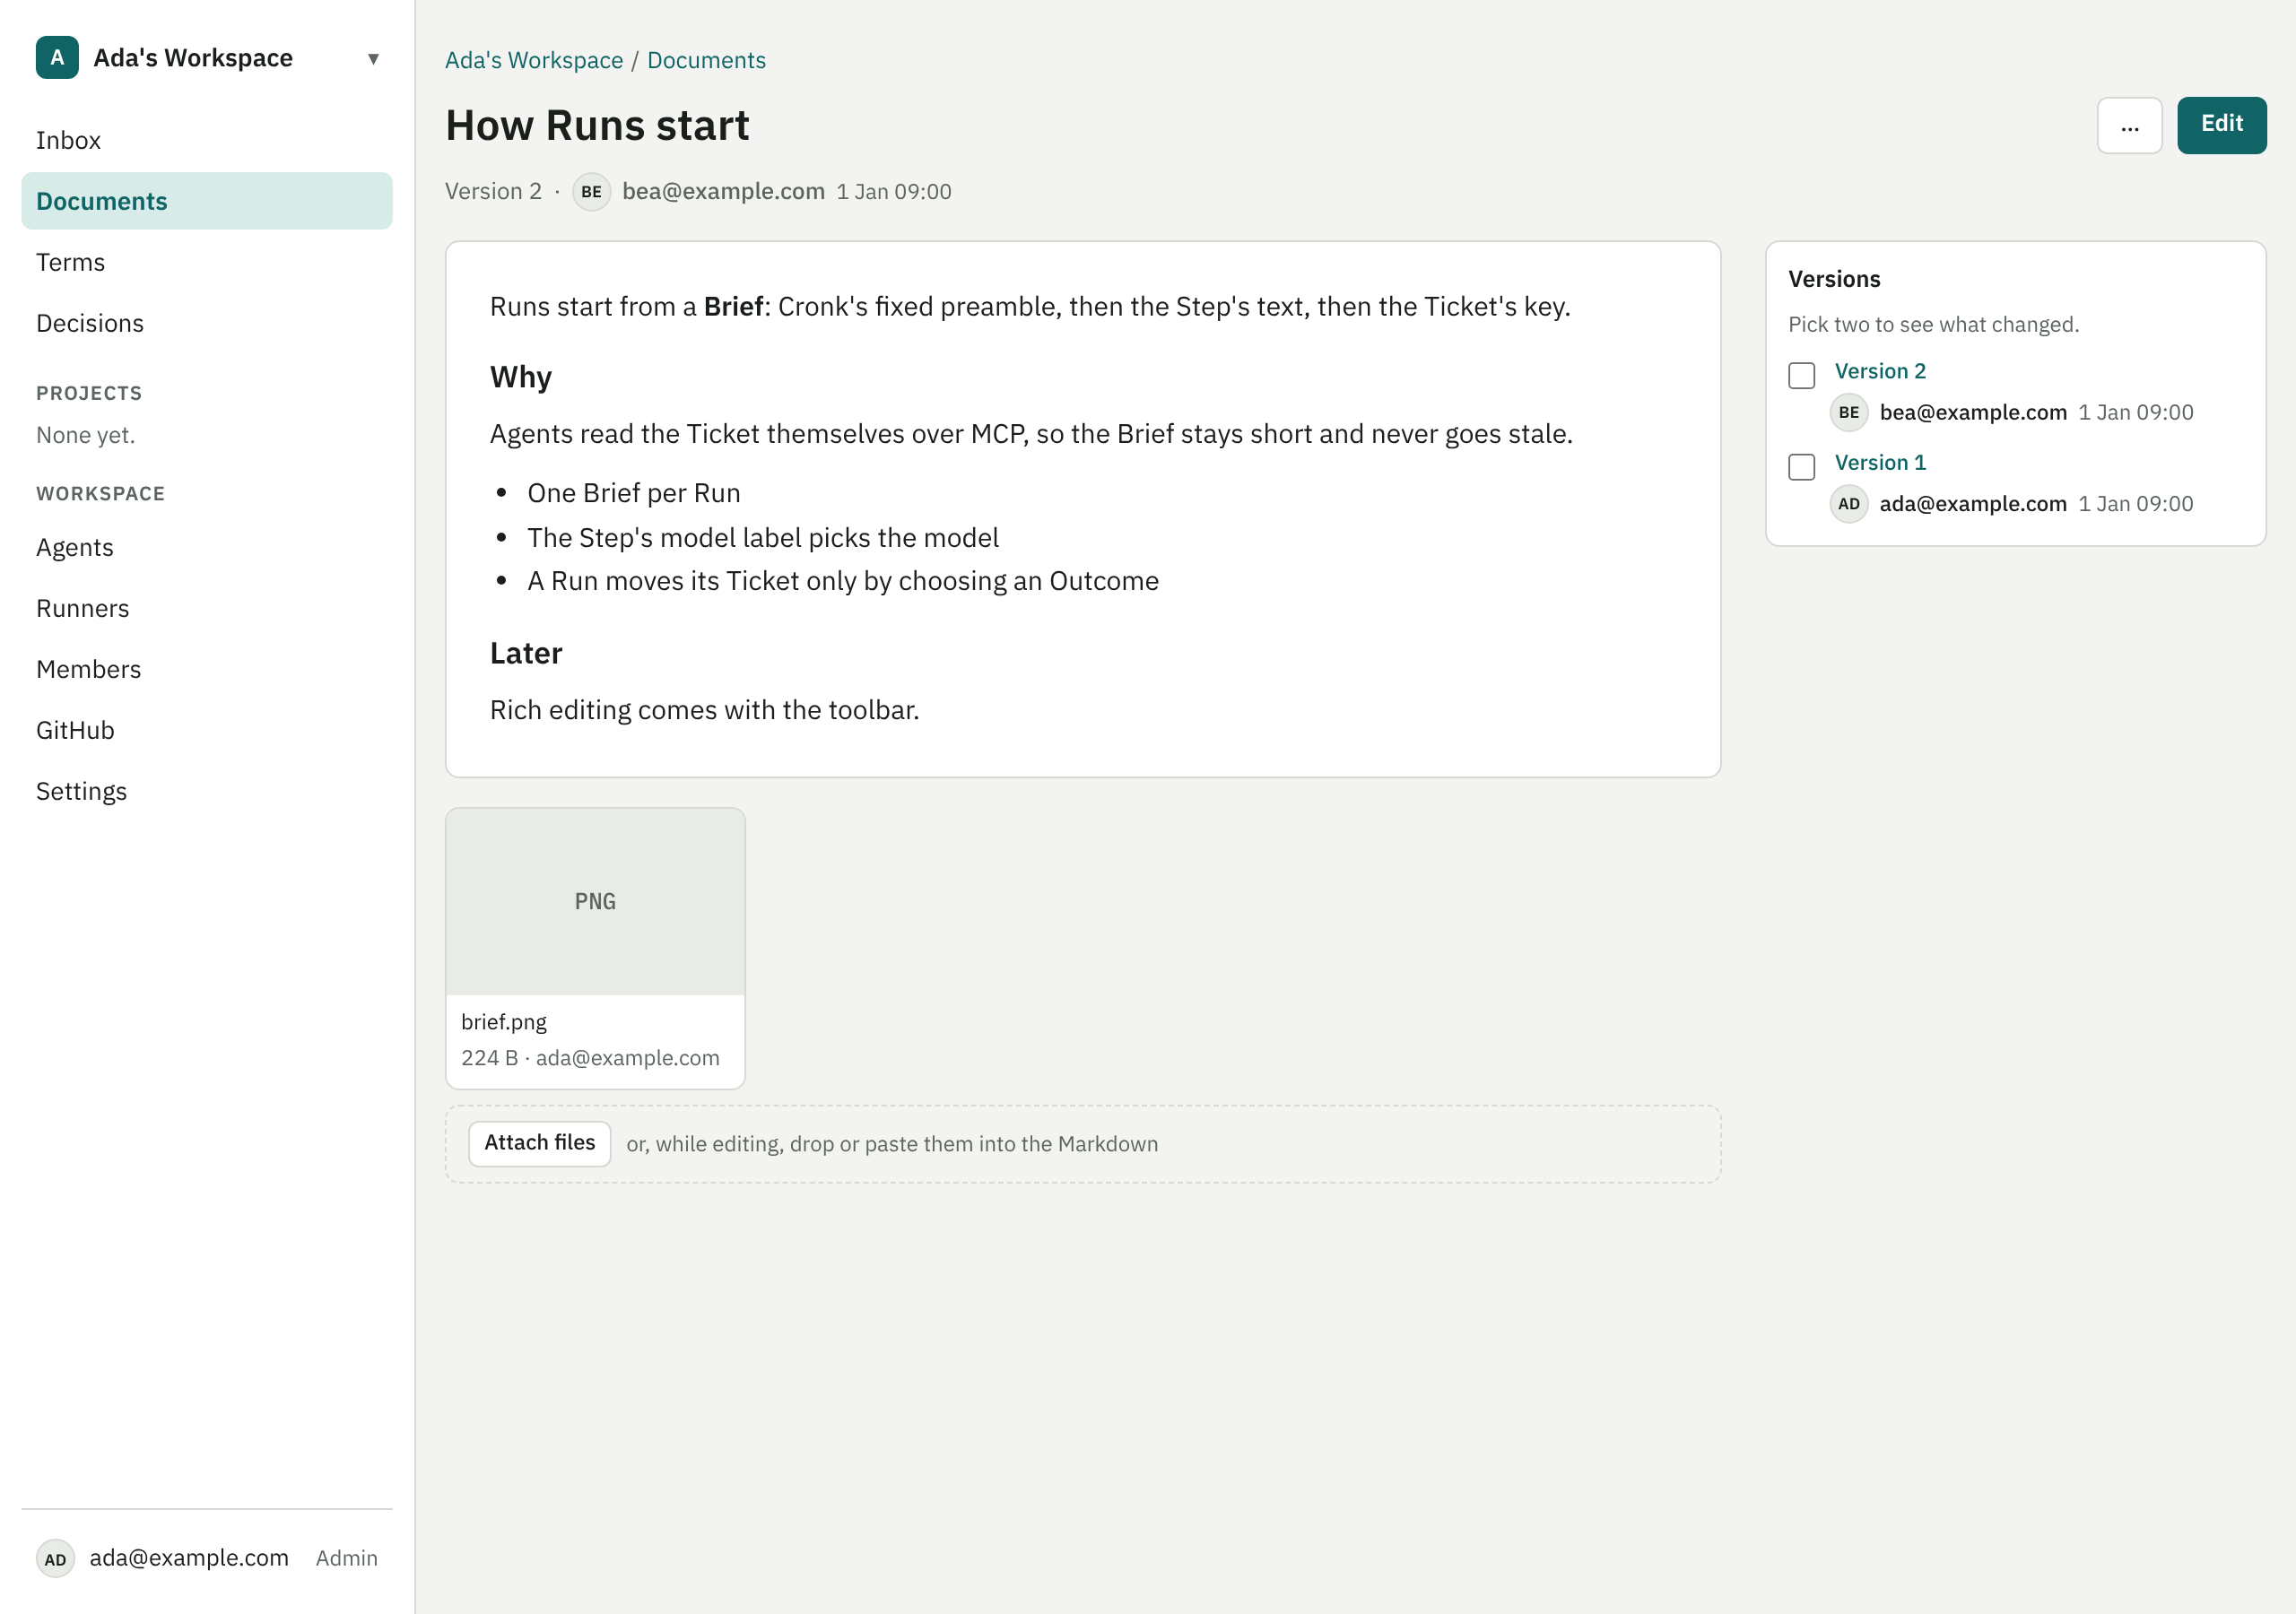 A Ada's Workspace ▼
Inbox
Documents
Terms
Decisions
PROJECTS
None yet.
WORKSPACE
Agents
Runners
Members
GitHub
Settings
AD ada@example.com Admin
Ada's Workspace / Documents
How Runs start
... Edit
Version 2 · BE bea@example.com 1 Jan 09:00
Runs start from a Brief: Cronk's fixed preamble, then the Step's text, then the Ticket's key.
Why
Agents read the Ticket themselves over MCP, so the Brief stays short and never goes stale.
• One Brief per Run
• The Step's model label picks the model
• A Run moves its Ticket only by choosing an Outcome
Later
Rich editing comes with the toolbar.
PNG
brief.png
224 B · ada@example.com
Attach files or, while editing, drop or paste them into the Markdown
Versions
Pick two to see what changed.
Version 2
BE bea@example.com 1 Jan 09:00
Version 1
AD ada@example.com 1 Jan 09:00